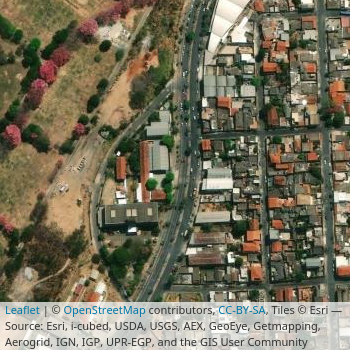 Leaflet | © OpenStreetMap contributors, CC-BY-SA, Tiles © Esri —
Source: Esri, i-cubed, USDA, USGS, AEX, GeoEye, Getmapping,
Aerogrid, IGN, IGP, UPR-EGP, and the GIS User Community